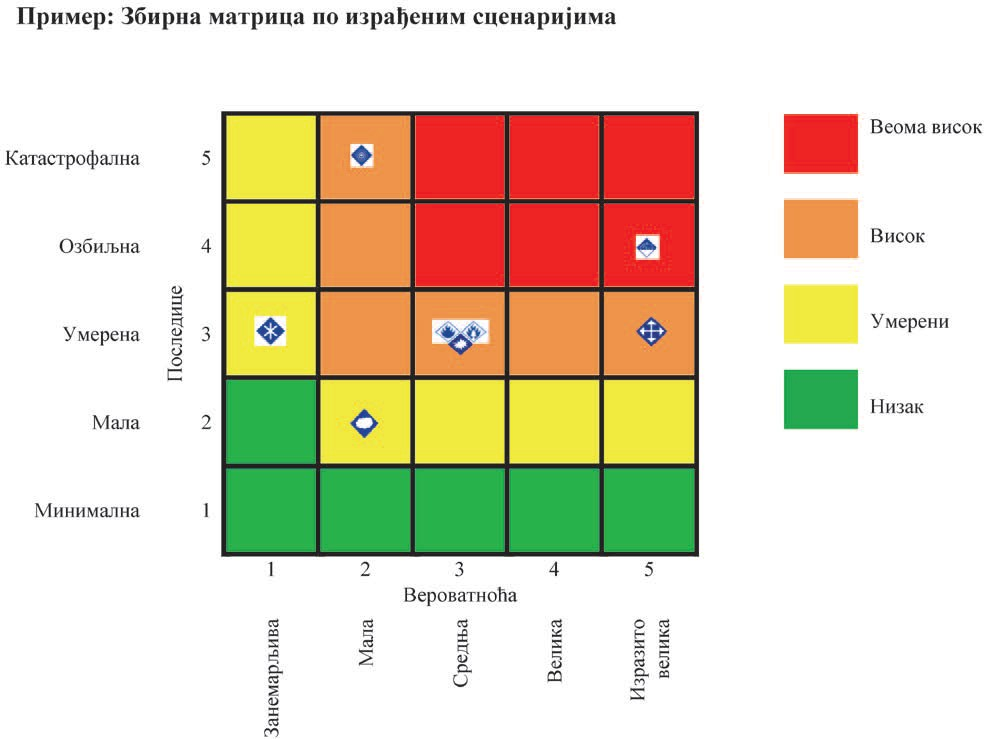 Пример: Збирна матрица по израђеним сценаријима
Катастрофална 5
Озбиљна 4
Умерена 3
Мала 2
Минимална 1
Последице
1 2 3 4 5
Вероватноћа
Занемарљива
Мала
Средња
Велика
Изразито
велика
Веома висок
Висок
Умерени
Низак